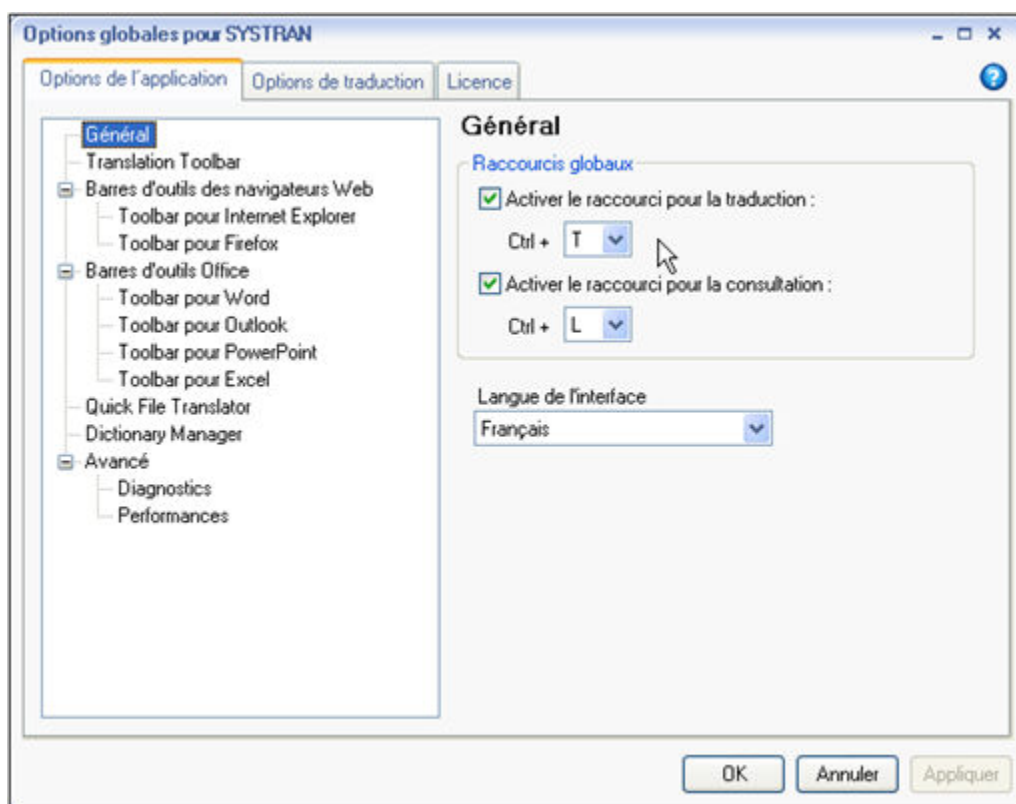 Options globales pour SYSTRAN
Options de l'application
Options de traduction
Licence
Général
Translation Toolbar
Barres d'outils des navigateurs Web
Toolbar pour Internet Explorer
Toolbar pour Firefox
Barres d'outils Office
Toolbar pour Word
Toolbar pour Outlook
Toolbar pour PowerPoint
Toolbar pour Excel
Quick File Translator
Dictionary Manager
Avancé
Diagnostics
Performances
Général
Raccourcis globaux
Activer le raccourci pour la traduction :
Ctrl + T
Activer le raccourci pour la consultation :
Ctrl + L
Langue de l'interface
Français
OK
Annuler
Appliquer